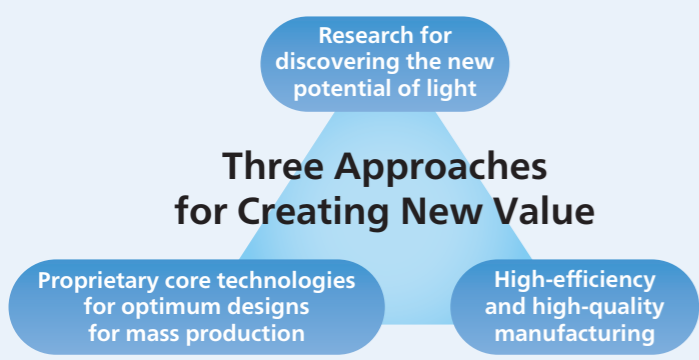 Research for
discovering the new
potential of light
Three Approaches
for Creating New Value
Proprietary core technologies
for optimum designs
for mass production
High-efficiency
and high-quality
manufacturing